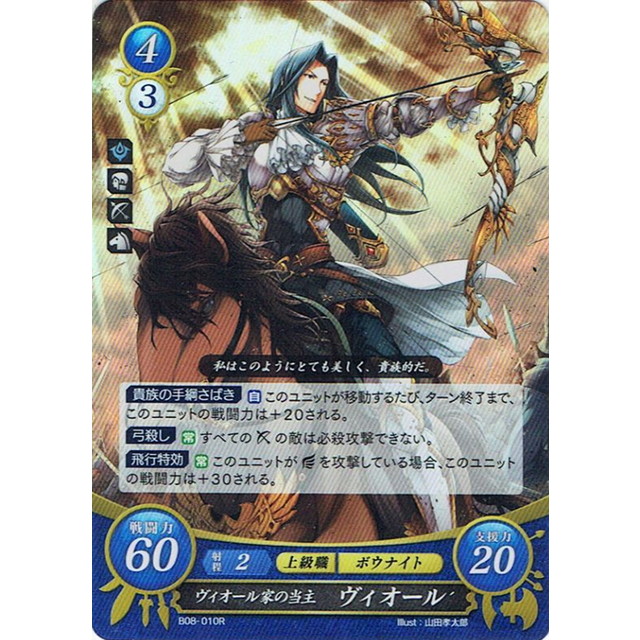 4
3
私はこのようにとても美しく、貴族的だ。
貴族の手綱さばき 自 このユニットが移動するたび、ターン終了まで、
このユニットの戦闘力は+20される。
弓殺し 常 すべての の敵は必殺攻撃できない。
飛行特効 常 このユニットが を攻撃している場合、このユニット
の戦闘力は+30される。
戦闘力
60
射程 2
上級職
ボウナイト
支援力
20
ヴィオール家の当主 ヴィオール
B08-010R
Illust:山田孝太郎